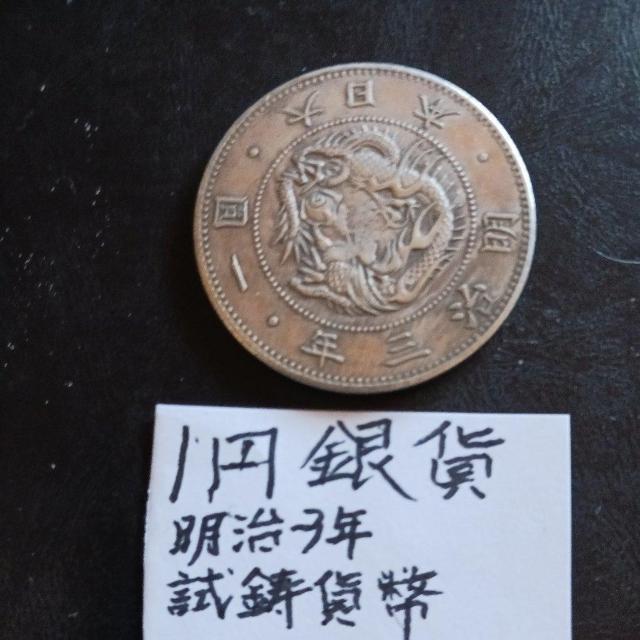 大日本
明治三年
一圓
1円銀貨
明治3年
試鋳貨幣